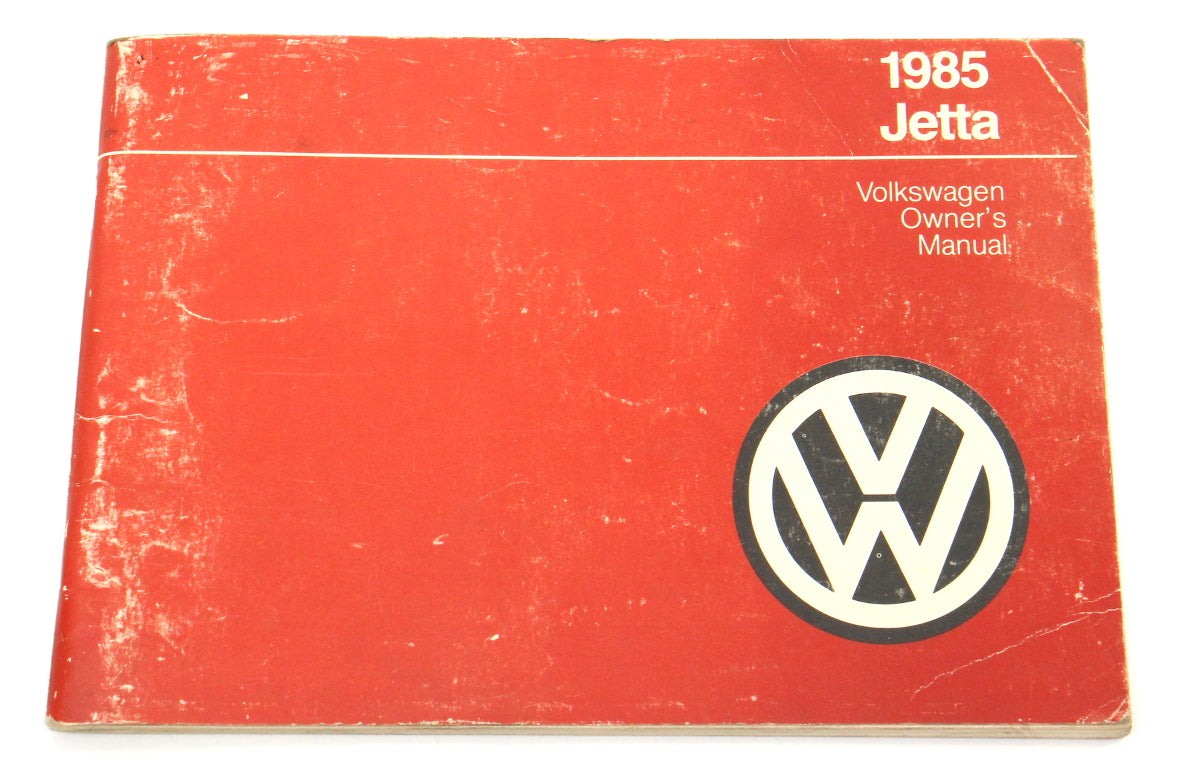 1985
Jetta
Volkswagen
Owner's
Manual